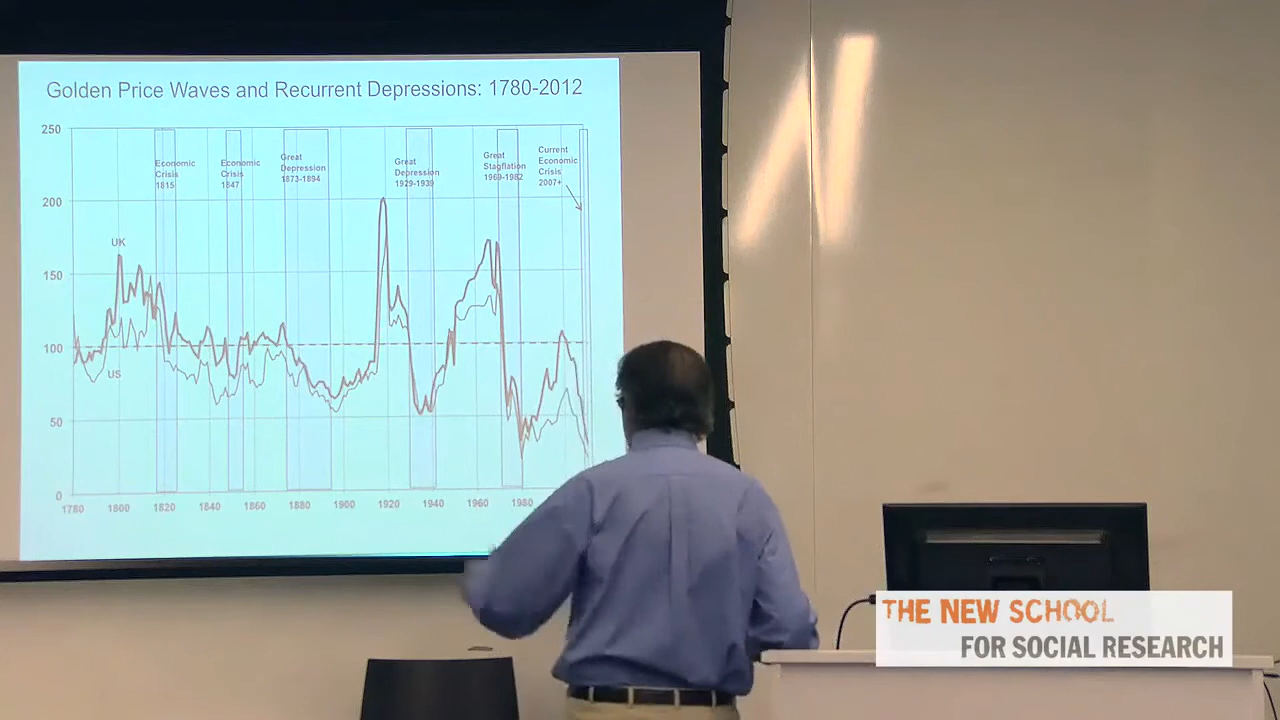 Golden Price Waves and Recurrent Depressions: 1780-2012
250
200
150
100
50
0
Economic
Crisis
1815
Economic
Crisis
1847
Great
Depression
1873-1894
Great
Depression
1929-1939
Great
Stagflation
1969-1982
Current
Economic
Crisis
2007+
UK
US
1780 1800 1820 1840 1860 1880 1900 1920 1940 1960 1980
THE NEW SCHOOL
FOR SOCIAL RESEARCH